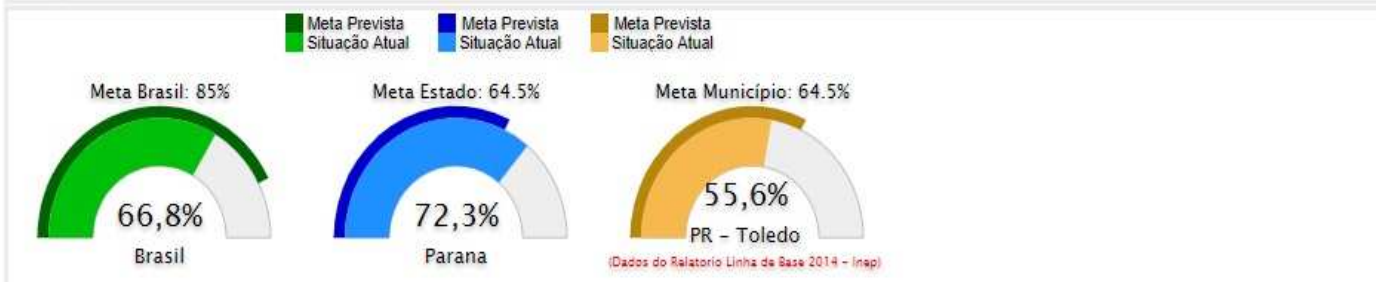 Meta Prevista Meta Prevista Meta Prevista
Situação Atual Situação Atual Situação Atual
Meta Brasil: 85% Meta Estado: 64.5% Meta Município: 64.5%
66,8% 72,3% 55,6%
Brasil Parana PR - Toledo
(Dados do Relatorio Linha de Base 2014 - Inep)